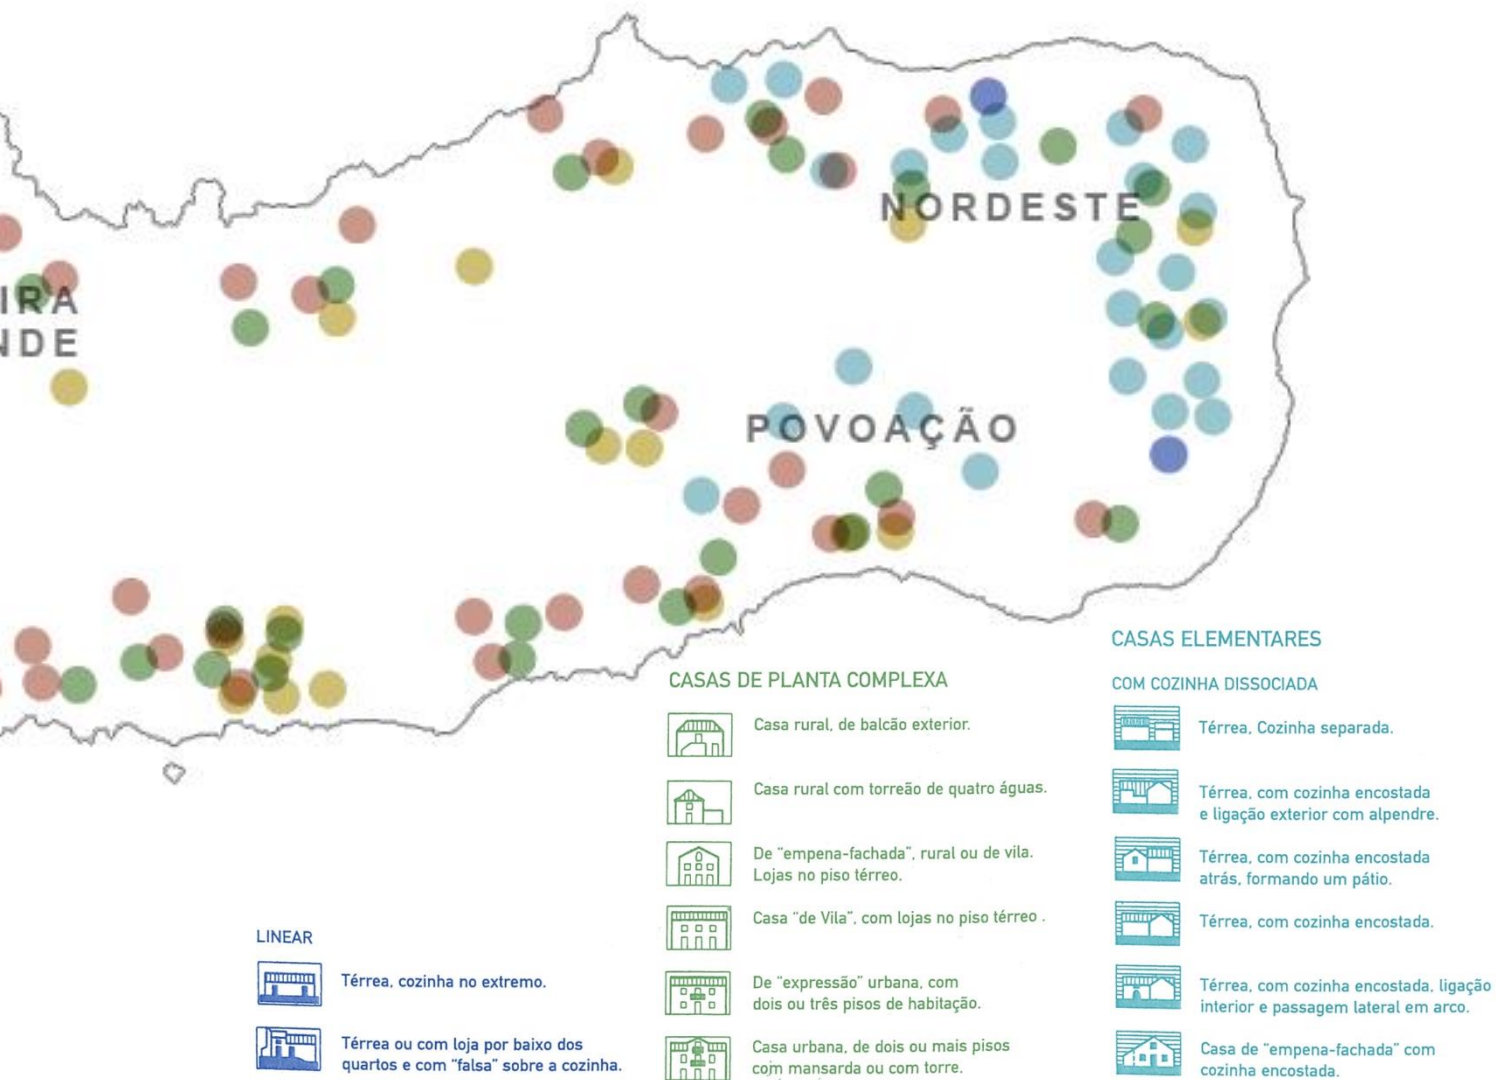 NORDESTE
IRA
NDE
POVOAÇÃO
CASAS DE PLANTA COMPLEXA
Casa rural, de balcão exterior.
Casa rural com torreão de quatro águas.
De “empena-fachada”, rural ou de vila.
Lojas no piso térreo.
Casa “de Vila”, com lojas no piso térreo .
De “expressão” urbana, com
dois ou três pisos de habitação.
Casa urbana, de dois ou mais pisos
com mansarda ou com torre.
CASAS ELEMENTARES
COM COZINHA DISSOCIADA
Térrea, Cozinha separada.
Térrea, com cozinha encostada
e ligação exterior com alpendre.
Térrea, com cozinha encostada
atrás, formando um pátio.
Térrea, com cozinha encostada.
Térrea, com cozinha encostada, ligação
interior e passagem lateral em arco.
Casa de “empena-fachada” com
cozinha encostada.
LINEAR
Térrea, cozinha no extremo.
Térrea ou com loja por baixo dos
quartos e com “falsa” sobre a cozinha.